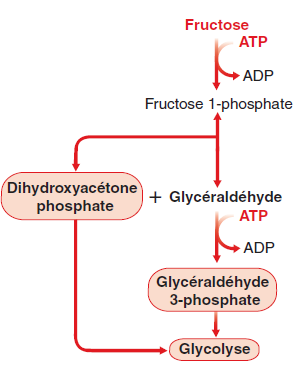 Fructose
ATP
ADP
Fructose 1-phosphate
Dihydroxyacétone
phosphate
+ Glycéraldéhyde
ATP
ADP
Glycéraldéhyde
3-phosphate
Glycolyse